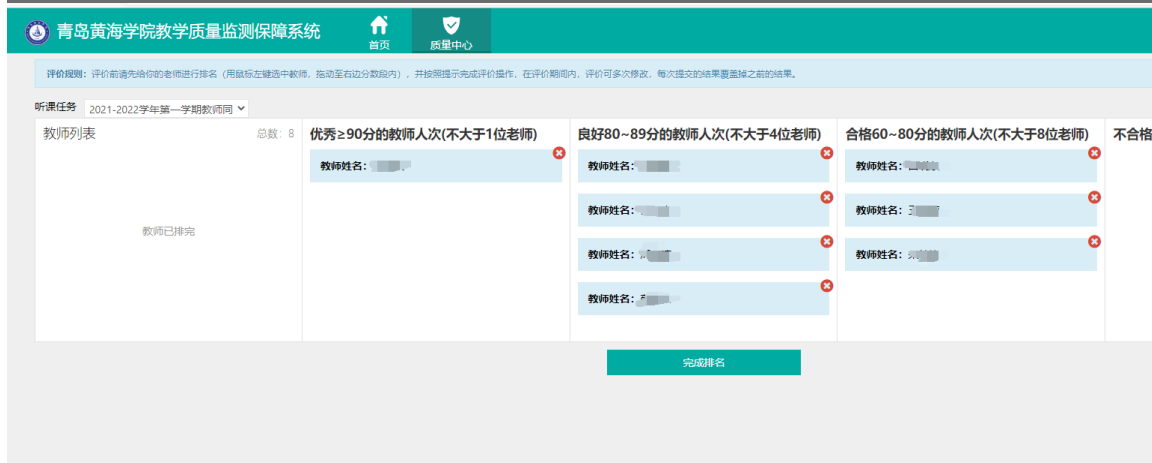 青岛黄海学院教学质量监测保障系统
首页
质量中心
评价规则：评价前请先给你的老师进行排名（用鼠标左键选中教师，拖动至右边分数段内），并按照提示完成评价操作，在评价期间内，评价可多次修改，每次提交的结果覆盖掉之前的结果。
听课任务 2021-2022学年第一学期教师同
教师列表 总数：8
教师已排完
优秀≥90分的教师人次(不大于1位老师)
教师姓名：
良好80~89分的教师人次(不大于4位老师)
教师姓名：
教师姓名：
教师姓名：
教师姓名：
合格60~80分的教师人次(不大于8位老师)
教师姓名：
教师姓名：
教师姓名：
不合格
完成排名